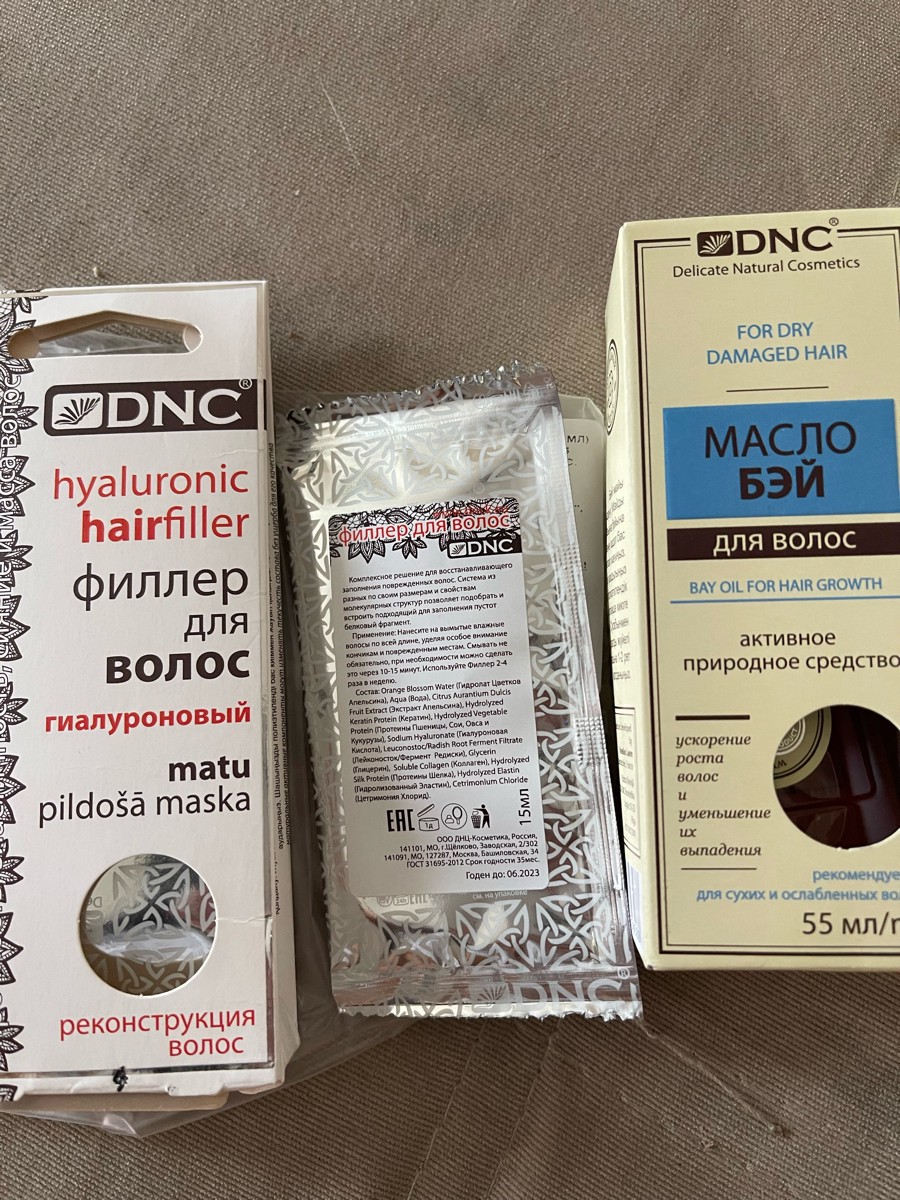 DNC®
hyaluronic
hairfiller
филлер
для
волос
гиалуроновый
matu
pildošā maska
реконструкция
волос
филлер для волос
DNC
Комплексное решение для восстанавливающего
заполнения поврежденных волос. Система из
разных по своим размерам и свойствам
молекулярных структур позволяет подобрать и
встроить подходящий для заполнения пустот
белковый фрагмент.
Применение: Нанесите на вымытые влажные
волосы по всей длине, уделяя особое внимание
кончикам и поврежденным местам. Смывать не
обязательно, при необходимости можно сделать
это через 10-15 минут. Используйте Филлер 2-4
раза в неделю.
Состав: Orange Blossom Water (Гидролат Цветков
Апельсина), Aqua (Вода), Citrus Aurantium Dulcis
Fruit Extract (Экстракт Апельсина), Hydrolyzed
Keratin Protein (Кератин), Hydrolyzed Vegetable
Protein (Протеины Пшеницы, Сои, Овса и
Кукурузы), Sodium Hyaluronate (Гиалуроновая
Кислота), Leuconostoc/Radish Root Ferment Filtrate
(Лейконосток/Фермент Редиски), Glycerin
(Глицерин), Soluble Collagen (Коллаген), Hydrolyzed
Silk Protein (Протеины Шелка), Hydrolyzed Elastin
(Гидролизованный Эластин), Cetrimonium Chloride
(Цетримония Хлорид).
15мл
EAC
ООО ДНЦ-Косметика, Россия,
141101, МО, г.Щёлково, Заводская, 2/302
141091, МО, 127287, Москва, Башиловская, 34
ГОСТ 31695-2012 Срок годности 35мес.
Годен до: 06.2023
см. на упаковке
DNC®
DNC®
Delicate Natural Cosmetics
FOR DRY
DAMAGED HAIR
МАСЛО
БЭЙ
для волос
BAY OIL FOR HAIR GROWTH
активное
природное средство
ускорение
роста
волос
и
уменьшение
их
выпадения
рекомендуе
для сухих и ослабленных во
55 мл/